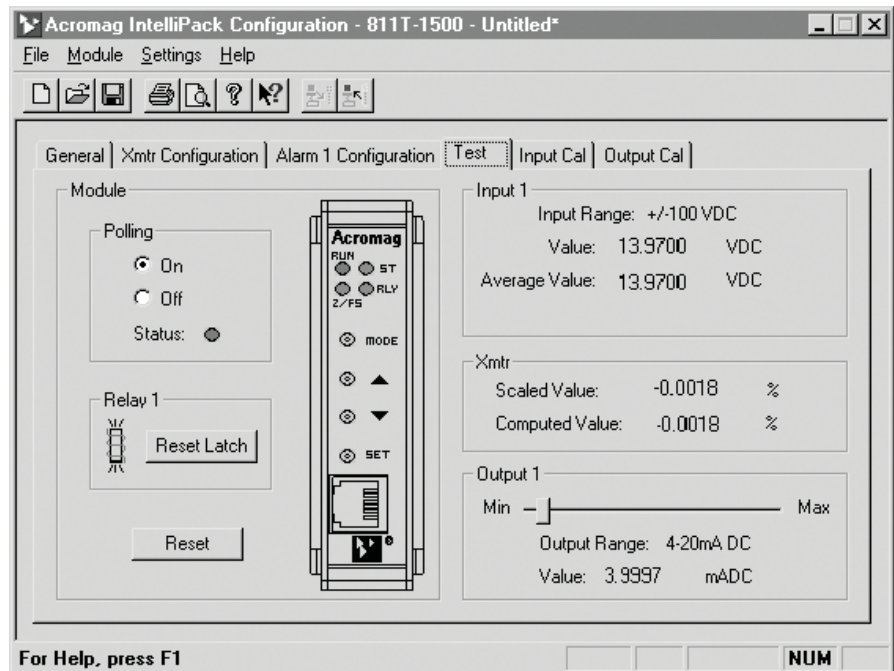 Acromag IntelliPack Configuration - 811T-1500 - Untitled*
File Module Settings Help
General Xmtr Configuration Alarm 1 Configuration Test Input Cal Output Cal
Module
Polling
On
Off
Status:
Relay 1
Reset Latch
Reset
Acromag
RUN
ST
RLY
Z/FS
MODE
SET
®
Input 1
Input Range: +/-100 VDC
Value: 13.9700 VDC
Average Value: 13.9700 VDC
Xmtr
Scaled Value: -0.0018 %
Computed Value: -0.0018 %
Output 1
Min Max
Output Range: 4-20mA DC
Value: 3.9997 mADC
For Help, press F1 NUM